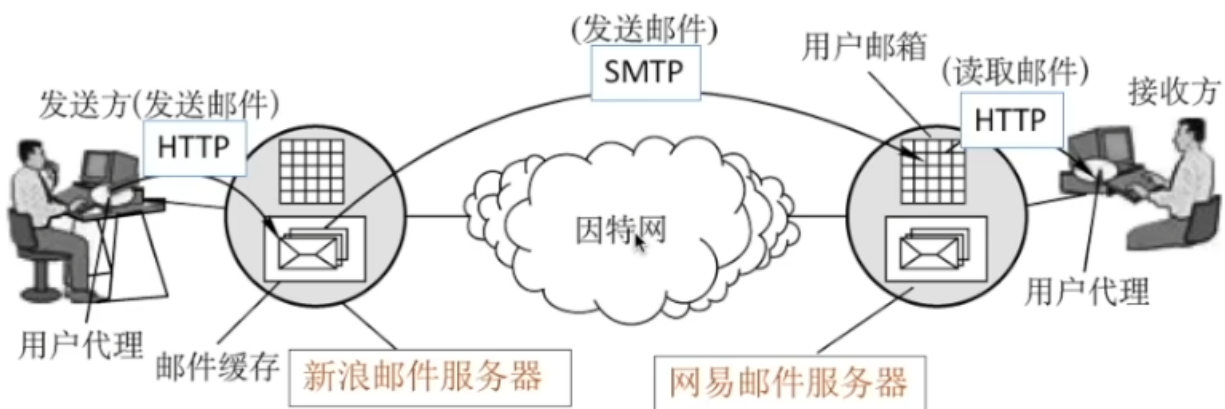 (发送邮件)
SMTP
用户邮箱
(读取邮件)
HTTP
接收方
发送方(发送邮件)
HTTP
因特网
用户代理
邮件缓存
新浪邮件服务器
网易邮件服务器
用户代理